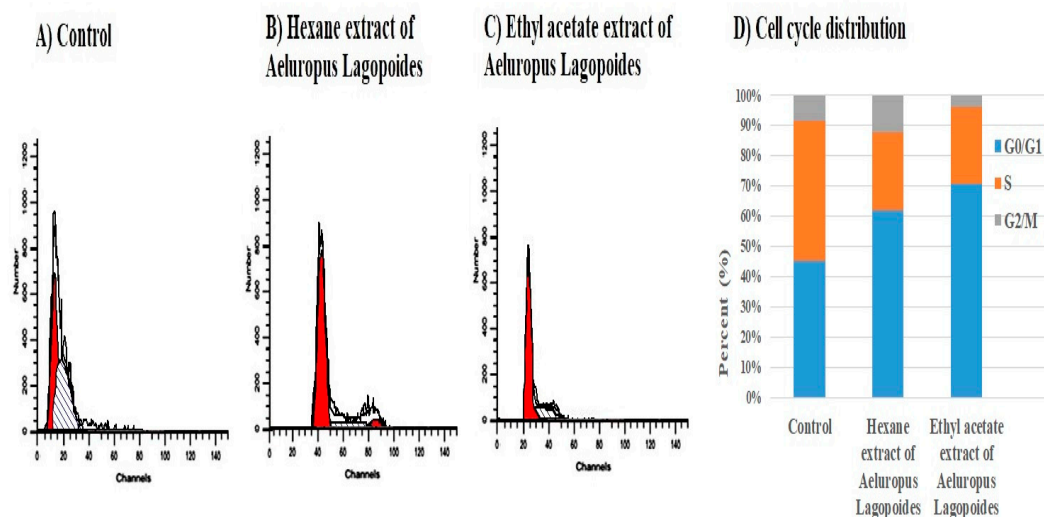 A) Control
B) Hexane extract of
Aeluropus Lagopoides
C) Ethyl acetate extract of
Aeluropus Lagopoides
D) Cell cycle distribution
Number
0 200 400 600 800 1000 1200
0 20 40 60 80 100 120 140
Channels
Number
0 200 400 600 800 1000 1200
0 20 40 60 80 100 120 140
Channels
Number
0 200 400 600 800 1000 1200
0 20 40 60 80 100 120 140
Channels
Percent (%)
100%
90%
80%
70%
60%
50%
40%
30%
20%
10%
0%
G0/G1
S
G2/M
Control
Hexane
extract of
Aeluropus
Lagopoides
Ethyl acetate
extract of
Aeluropus
Lagopoides